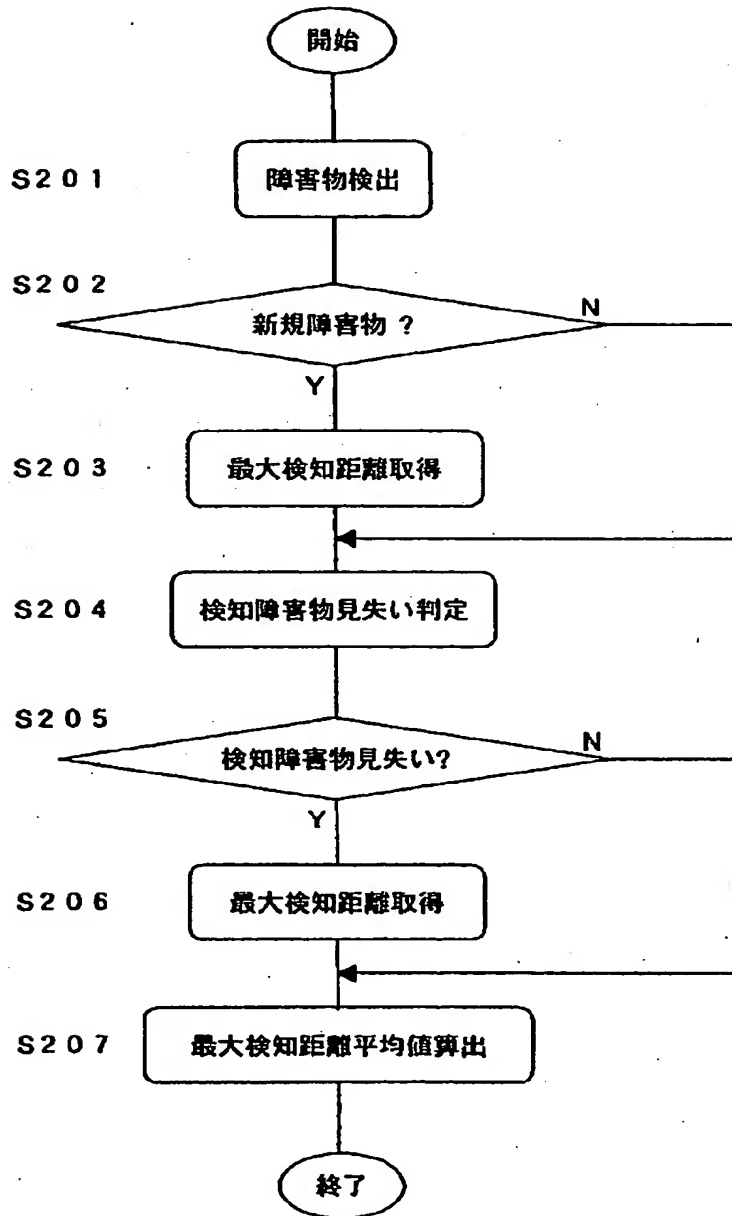 開始
S201
障害物検出
S202
新規障害物 ?
N
Y
S203
最大検知距離取得
S204
検知障害物見失い判定
S205
検知障害物見失い?
N
Y
S206
最大検知距離取得
S207
最大検知距離平均値算出
終了